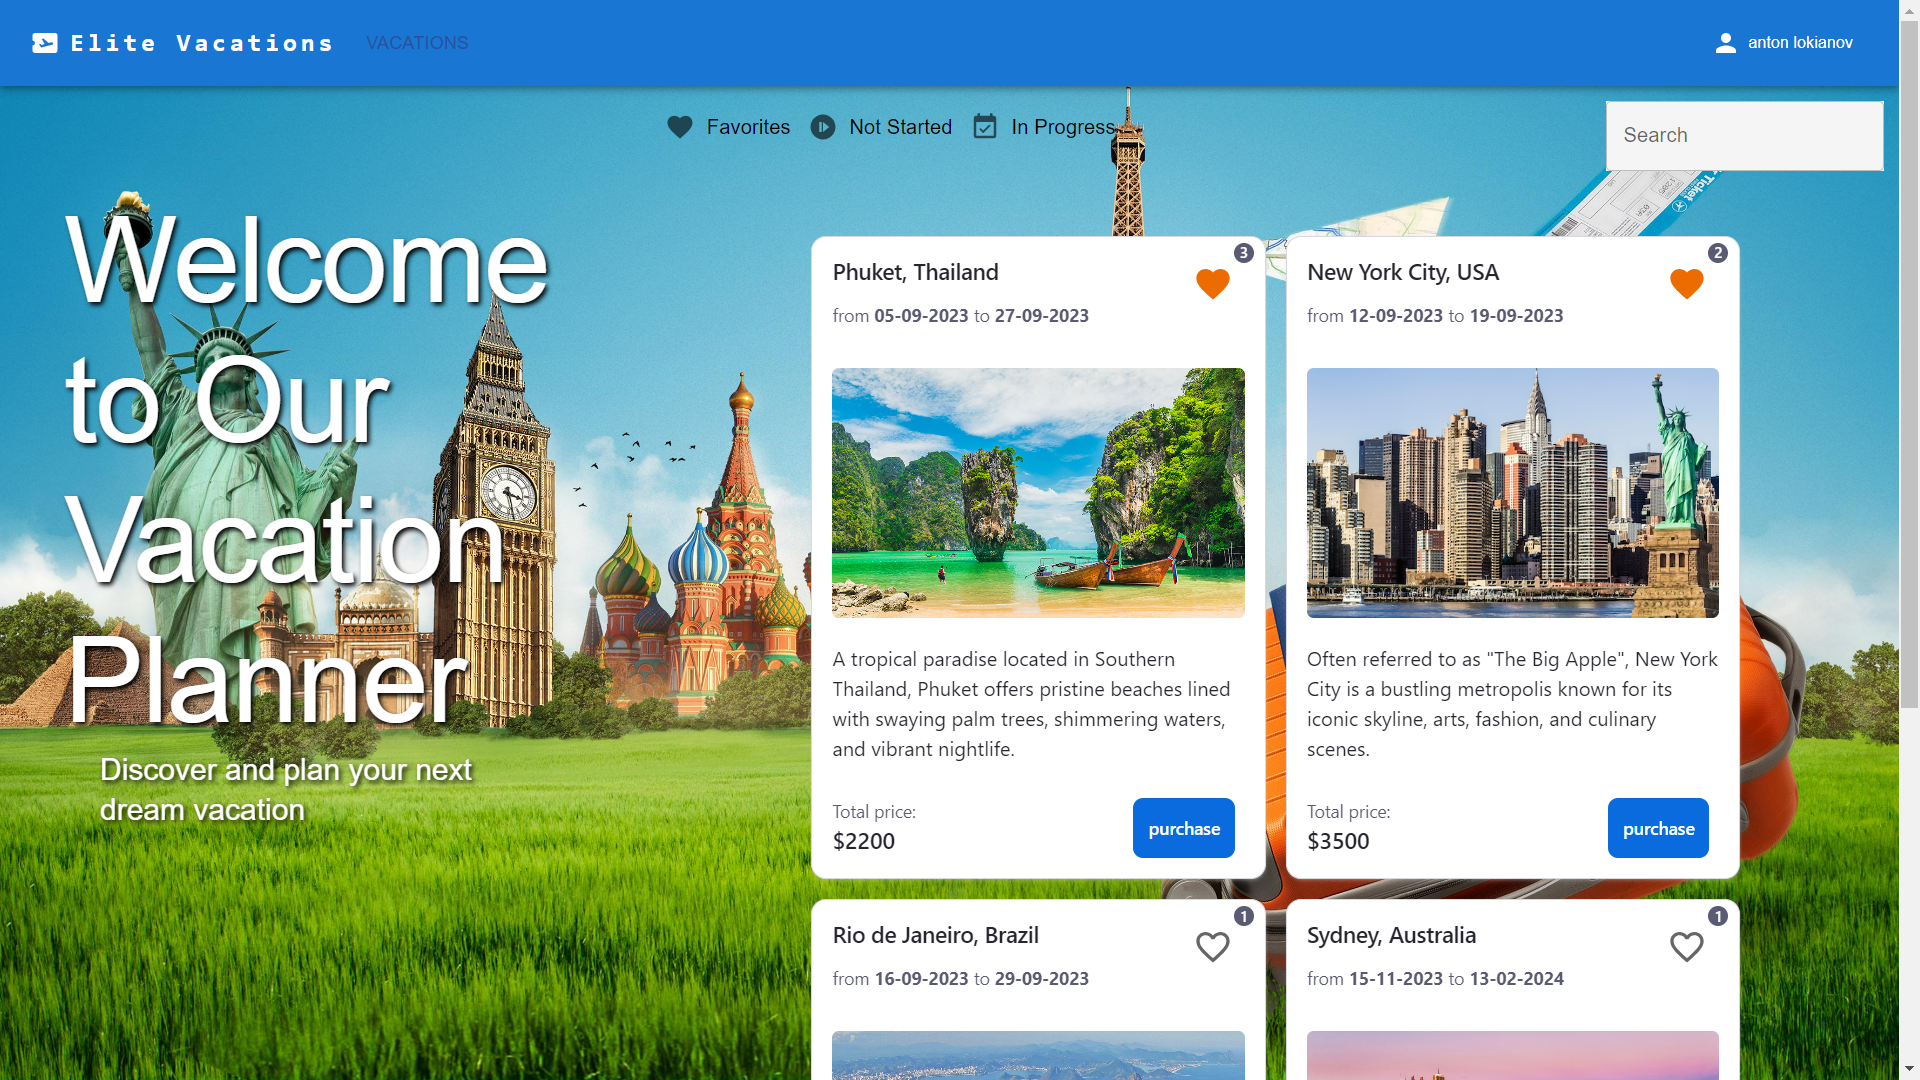 Elite Vacations
VACATIONS
anton lokianov
Favorites
Not Started
In Progress
Search
Welcome
to Our
Vacation
Planner
Discover and plan your next
dream vacation
3
Phuket, Thailand
from 05-09-2023 to 27-09-2023
A tropical paradise located in Southern
Thailand, Phuket offers pristine beaches lined
with swaying palm trees, shimmering waters,
and vibrant nightlife.
Total price:
$2200
purchase
2
New York City, USA
from 12-09-2023 to 19-09-2023
Often referred to as "The Big Apple", New York
City is a bustling metropolis known for its
iconic skyline, arts, fashion, and culinary
scenes.
Total price:
$3500
purchase
1
Rio de Janeiro, Brazil
from 16-09-2023 to 29-09-2023
1
Sydney, Australia
from 15-11-2023 to 13-02-2024
Ticket